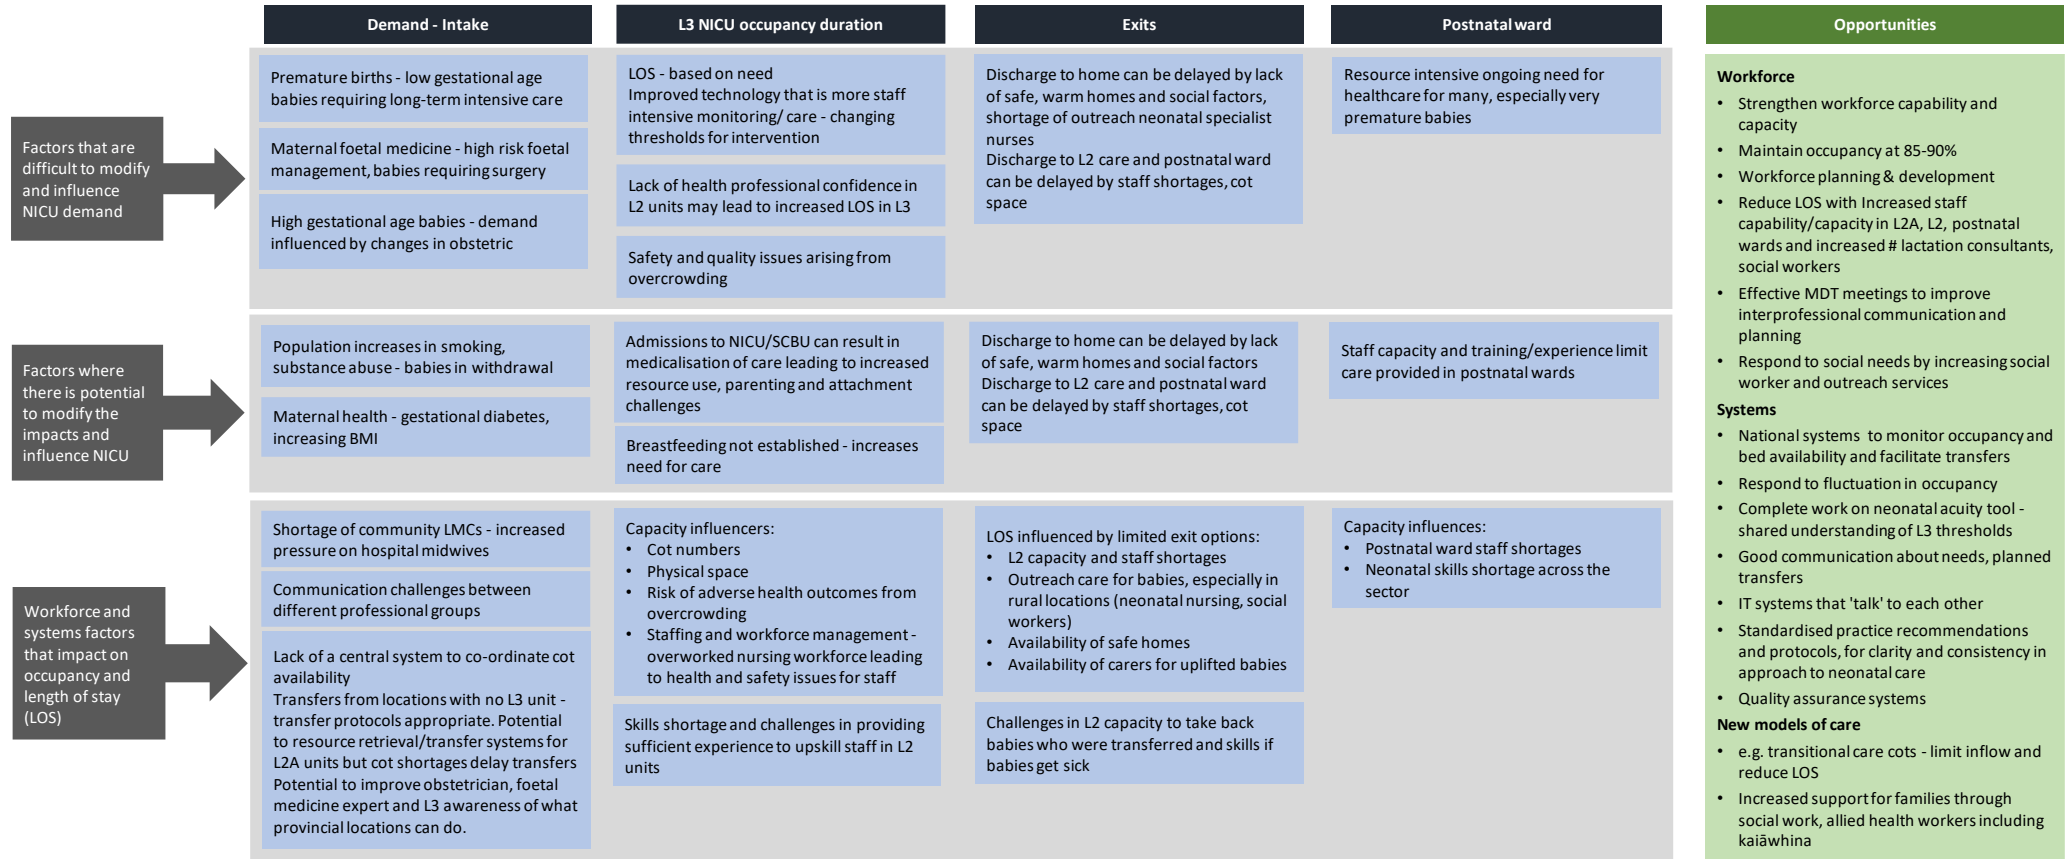 Demand - Intake
L3 NICU occupancy duration
Exits
Postnatal ward
Opportunities
Factors that are
difficult to modify
and influence
NICU demand
Premature births - low gestational age
babies requiring long-term intensive care
Maternal foetal medicine - high risk foetal
management, babies requiring surgery
High gestational age babies - demand
influenced by changes in obstetric
LOS - based on need
Improved technology that is more staff
intensive monitoring/ care - changing
thresholds for intervention
Lack of health professional confidence in
L2 units may lead to increased LOS in L3
Safety and quality issues arising from
overcrowding
Discharge to home can be delayed by lack
of safe, warm homes and social factors,
shortage of outreach neonatal specialist
nurses
Discharge to L2 care and postnatal ward
can be delayed by staff shortages, cot
space
Resource intensive ongoing need for
healthcare for many, especially very
premature babies
Factors where
there is potential
to modify the
impacts and
influence NICU
Population increases in smoking,
substance abuse - babies in withdrawal
Maternal health - gestational diabetes,
increasing BMI
Admissions to NICU/SCBU can result in
medicalisation of care leading to increased
resource use, parenting and attachment
challenges
Breastfeeding not established - increases
need for care
Discharge to home can be delayed by lack
of safe, warm homes and social factors
Discharge to L2 care and postnatal ward
can be delayed by staff shortages, cot
space
Staff capacity and training/experience limit
care provided in postnatal wards
Workforce and
systems factors
that impact on
occupancy and
length of stay
(LOS)
Shortage of community LMCs - increased
pressure on hospital midwives
Communication challenges between
different professional groups
Lack of a central system to co-ordinate cot
availability
Transfers from locations with no L3 unit -
transfer protocols appropriate. Potential
to resource retrieval/transfer systems for
L2A units but cot shortages delay transfers
Potential to improve obstetrician, foetal
medicine expert and L3 awareness of what
provincial locations can do.
Capacity influencers:
• Cot numbers
• Physical space
• Risk of adverse health outcomes from
overcrowding
• Staffing and workforce management -
overworked nursing workforce leading
to health and safety issues for staff
Skills shortage and challenges in providing
sufficient experience to upskill staff in L2
units
LOS influenced by limited exit options:
• L2 capacity and staff shortages
• Outreach care for babies, especially in
rural locations (neonatal nursing, social
workers)
• Availability of safe homes
• Availability of carers for uplifted babies
Challenges in L2 capacity to take back
babies who were transferred and skills if
babies get sick
Capacity influences:
• Postnatal ward staff shortages
• Neonatal skills shortage across the
sector
Workforce
• Strengthen workforce capability and
capacity
• Maintain occupancy at 85-90%
• Workforce planning & development
• Reduce LOS with Increased staff
capability/capacity in L2A, L2, postnatal
wards and increased # lactation consultants,
social workers
• Effective MDT meetings to improve
interprofessional communication and
planning
• Respond to social needs by increasing social
worker and outreach services
Systems
• National systems to monitor occupancy and
bed availability and facilitate transfers
• Respond to fluctuation in occupancy
• Complete work on neonatal acuity tool -
shared understanding of L3 thresholds
• Good communication about needs, planned
transfers
• IT systems that 'talk' to each other
• Standardised practice recommendations
and protocols, for clarity and consistency in
approach to neonatal care
• Quality assurance systems
New models of care
• e.g. transitional care cots - limit inflow and
reduce LOS
• Increased support for families through
social work, allied health workers including
kaiāwhina